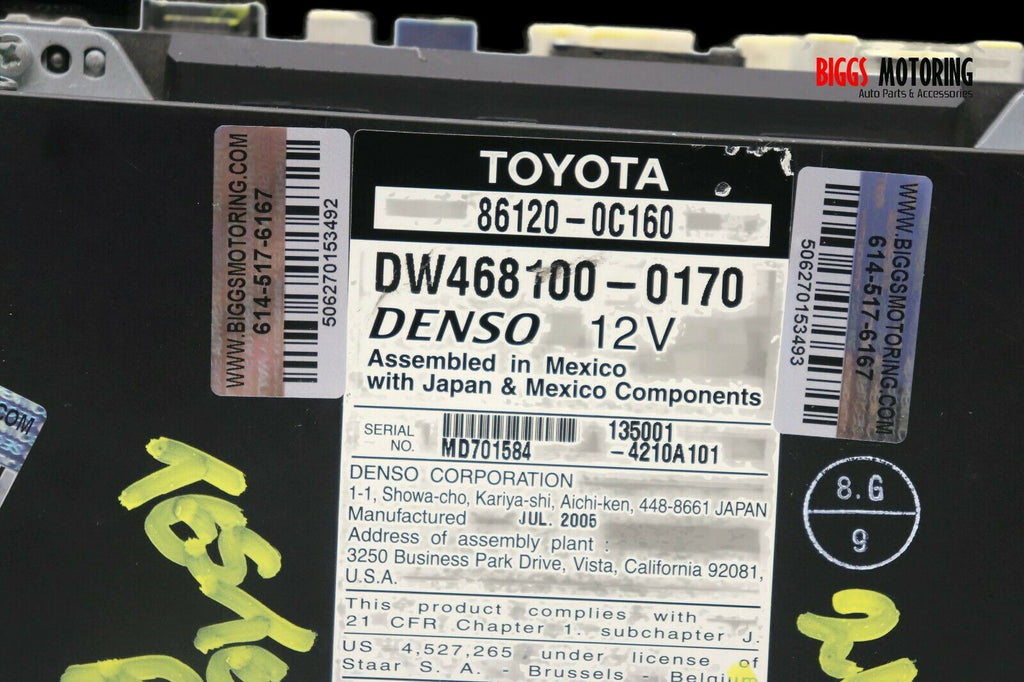 BIGGS MOTORING
Auto Parts & Accessories
WWW.BIGGSMOTORING.COM
614-517-6167
506270153492
TOYOTA
86120-0C160
DW468100-0170
DENSO 12V
Assembled in Mexico
with Japan & Mexico Components
SERIAL NO. MD701584
135001
-4210A101
DENSO CORPORATION
1-1, Showa-cho, Kariya-shi, Aichi-ken, 448-8661 JAPAN
Manufactured JUL. 2005
Address of assembly plant :
3250 Business Park Drive, Vista, California 92081,
U.S.A.
This product complies with
21 CFR Chapter 1. subchapter J.
US 4,527,265 under license of
Staar S. A. - Brussels - Belgium
WWW.BIGGSMOTORING.COM
614-517-6167
506270153493
8.G
9
COM